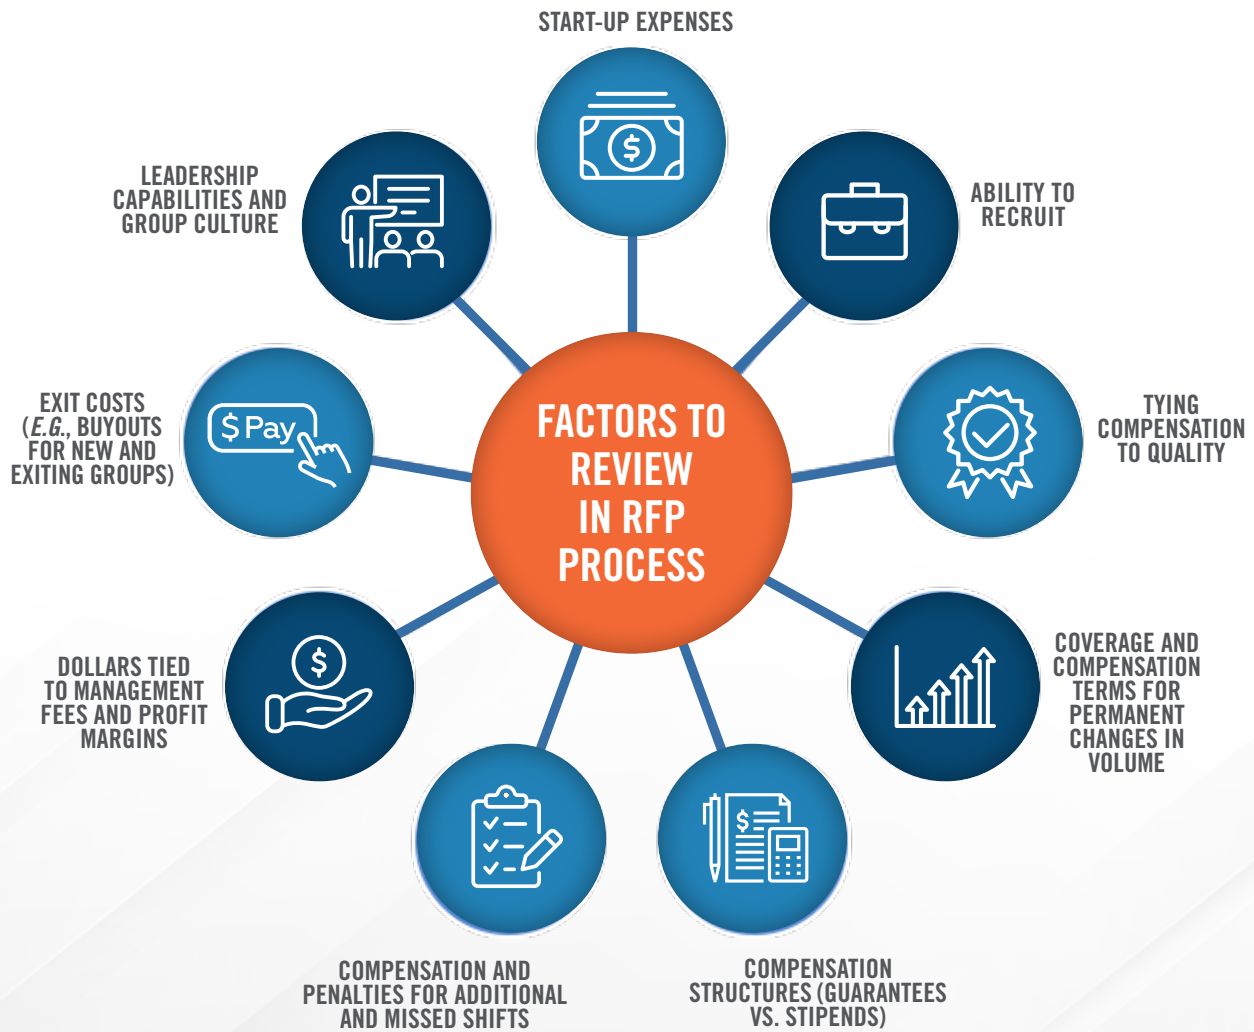 START-UP EXPENSES
$
ABILITY TO
RECRUIT
TYING
COMPENSATION
TO QUALITY
COVERAGE AND
COMPENSATION
TERMS FOR
PERMANENT
CHANGES IN
VOLUME
$
COMPENSATION
STRUCTURES (GUARANTEES
VS. STIPENDS)
COMPENSATION AND
PENALTIES FOR ADDITIONAL
AND MISSED SHIFTS
$
DOLLARS TIED
TO MANAGEMENT
FEES AND PROFIT
MARGINS
$ Pay
EXIT COSTS
(E.G., BUYOUTS
FOR NEW AND
EXITING GROUPS)
LEADERSHIP
CAPABILITIES AND
GROUP CULTURE
FACTORS TO
REVIEW
IN RFP
PROCESS